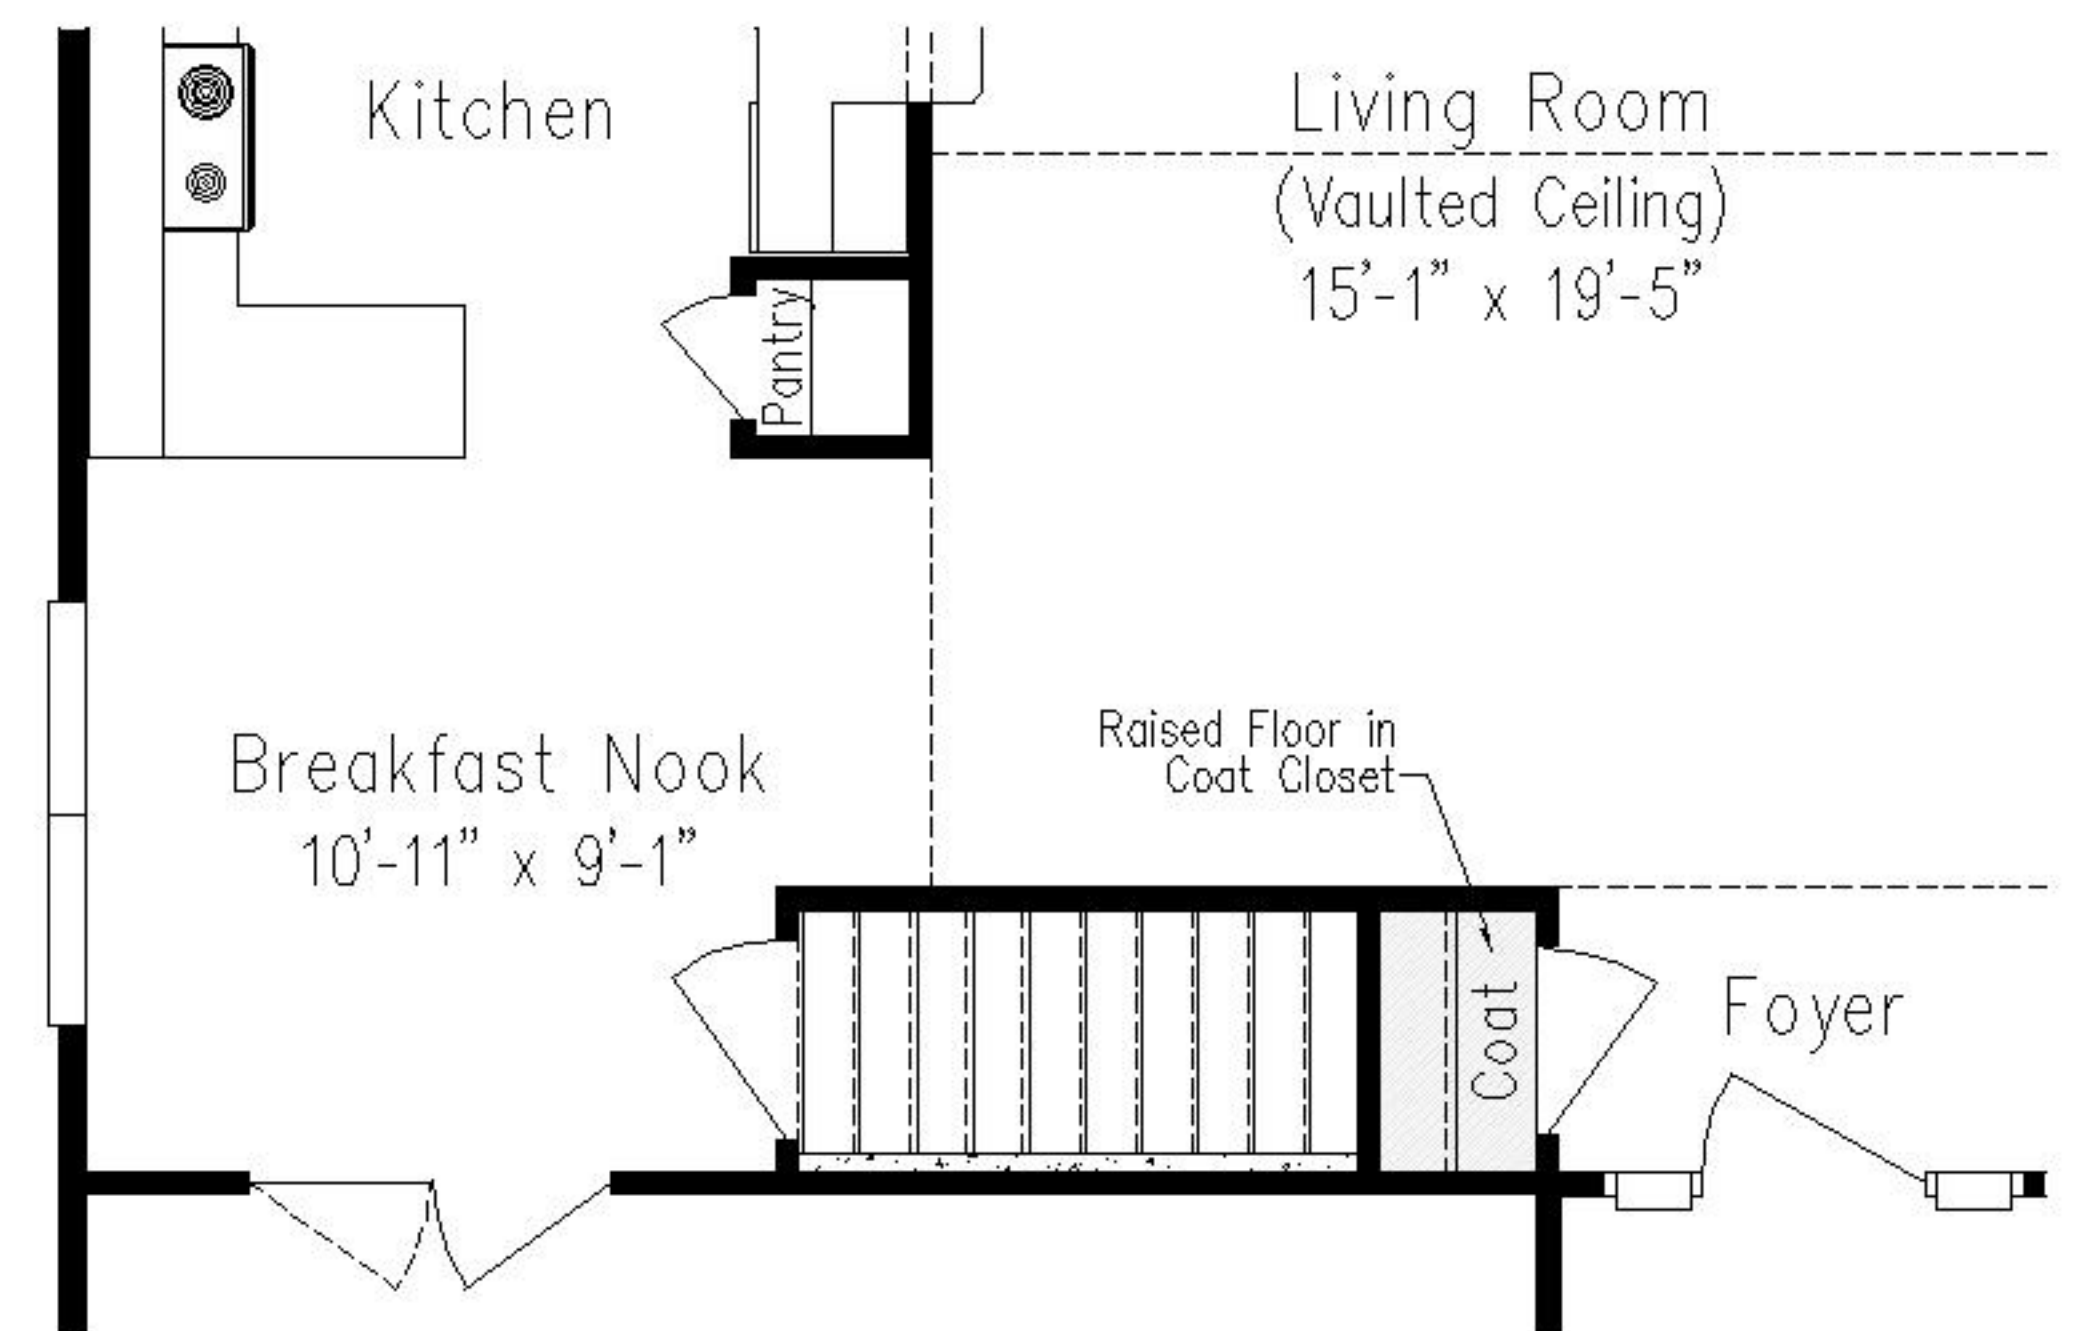 Kitchen
Living Room
(Vaulted Ceiling)
15'-1" x 19'-5"
Pantry
Breakfast Nook
10'-11" x 9'-1"
Raised Floor in
Coat Closet
Coat
Foyer